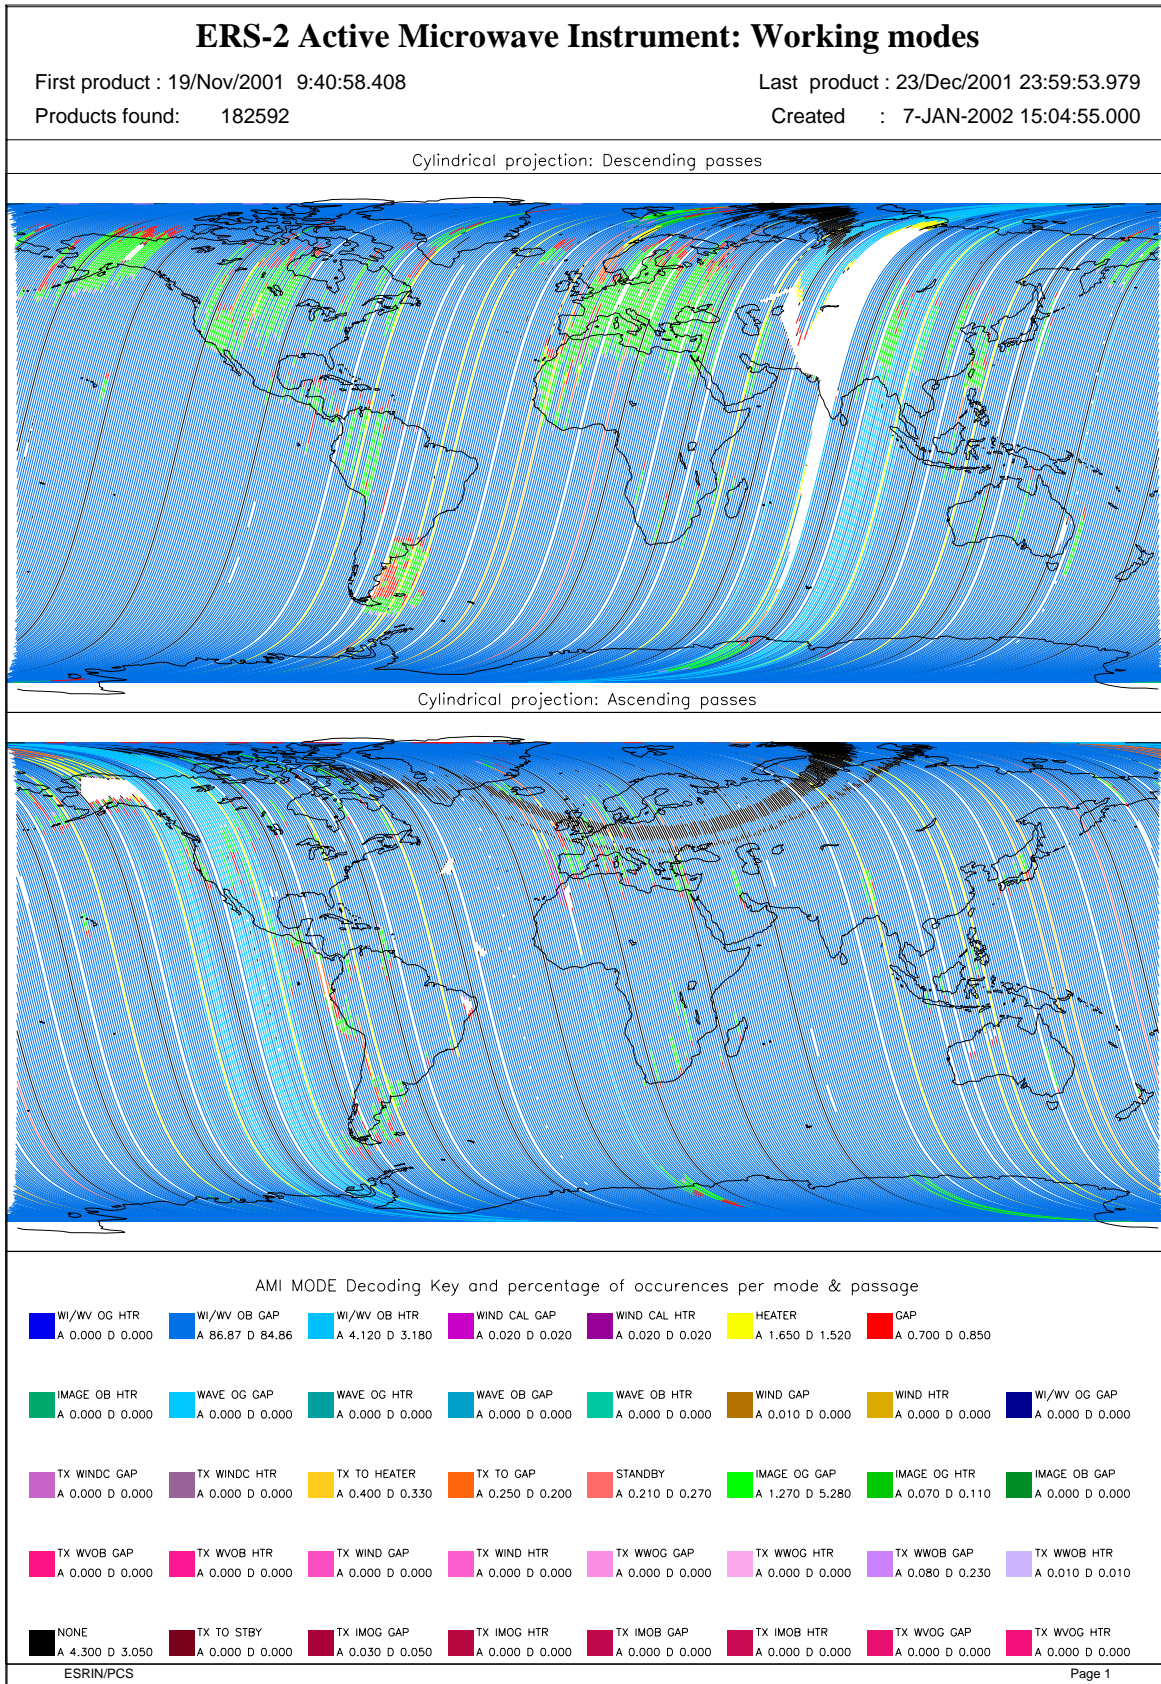 ERS-2 Active Microwave Instrument: Working modes
First product : 19/Nov/2001 9:40:58.408 Last product : 23/Dec/2001 23:59:53.979
Products found: 182592 Created : 7-JAN-2002 15:04:55.000
Cylindrical projection: Descending passes
Cylindrical projection: Ascending passes
AMI MODE Decoding Key and percentage of occurences per mode & passage
WI/WV OG HTR WI/WV OB GAP WI/WV OB HTR WIND CAL GAP WIND CAL HTR HEATER GAP
A 0.000 D 0.000 A 86.87 D 84.86 A 4.120 D 3.180 A 0.020 D 0.020 A 0.020 D 0.020 A 1.650 D 1.520 A 0.700 D 0.850
IMAGE OB HTR WAVE OG GAP WAVE OG HTR WAVE OB GAP WAVE OB HTR WIND GAP WIND HTR WI/WV OG GAP
A 0.000 D 0.000 A 0.000 D 0.000 A 0.000 D 0.000 A 0.000 D 0.000 A 0.000 D 0.000 A 0.010 D 0.000 A 0.000 D 0.000 A 0.000 D 0.000
TX WINDC GAP TX WINDC HTR TX TO HEATER TX TO GAP STANDBY IMAGE OG GAP IMAGE OG HTR IMAGE OB GAP
A 0.000 D 0.000 A 0.000 D 0.000 A 0.400 D 0.330 A 0.250 D 0.200 A 0.210 D 0.270 A 1.270 D 5.280 A 0.070 D 0.110 A 0.000 D 0.000
TX WVOB GAP TX WVOB HTR TX WIND GAP TX WIND HTR TX WWOG GAP TX WWOG HTR TX WWOB GAP TX WWOB HTR
A 0.000 D 0.000 A 0.000 D 0.000 A 0.000 D 0.000 A 0.000 D 0.000 A 0.000 D 0.000 A 0.000 D 0.000 A 0.080 D 0.230 A 0.010 D 0.010
NONE TX TO STBY TX IMOG GAP TX IMOG HTR TX IMOB GAP TX IMOB HTR TX WVOG GAP TX WVOG HTR
A 4.300 D 3.050 A 0.000 D 0.000 A 0.030 D 0.050 A 0.000 D 0.000 A 0.000 D 0.000 A 0.000 D 0.000 A 0.000 D 0.000 A 0.000 D 0.000
ESRIN/PCS Page 1